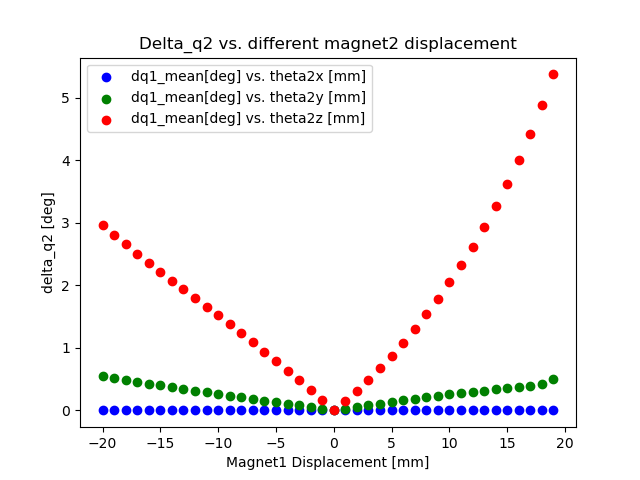 Delta_q2 vs. different magnet2 displacement
dq1_mean[deg] vs. theta2x [mm]
dq1_mean[deg] vs. theta2y [mm]
dq1_mean[deg] vs. theta2z [mm]
delta_q2 [deg]
5
4
3
2
1
0
−20 −15 −10 −5 0 5 10 15 20
Magnet1 Displacement [mm]